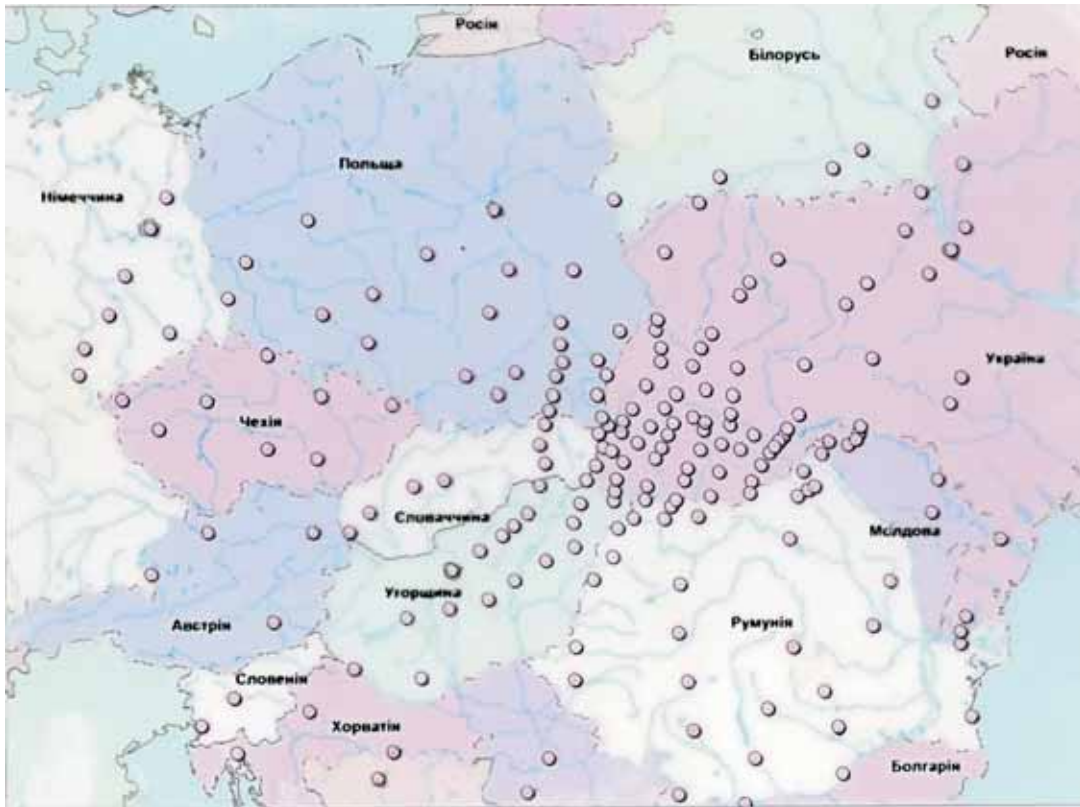 Росія
Білорусь
Росія
Польща
Німеччина
Україна
Чехія
Словаччина
Молдова
Угорщина
Австрія
Румунія
Словенія
Хорватія
Болгарія